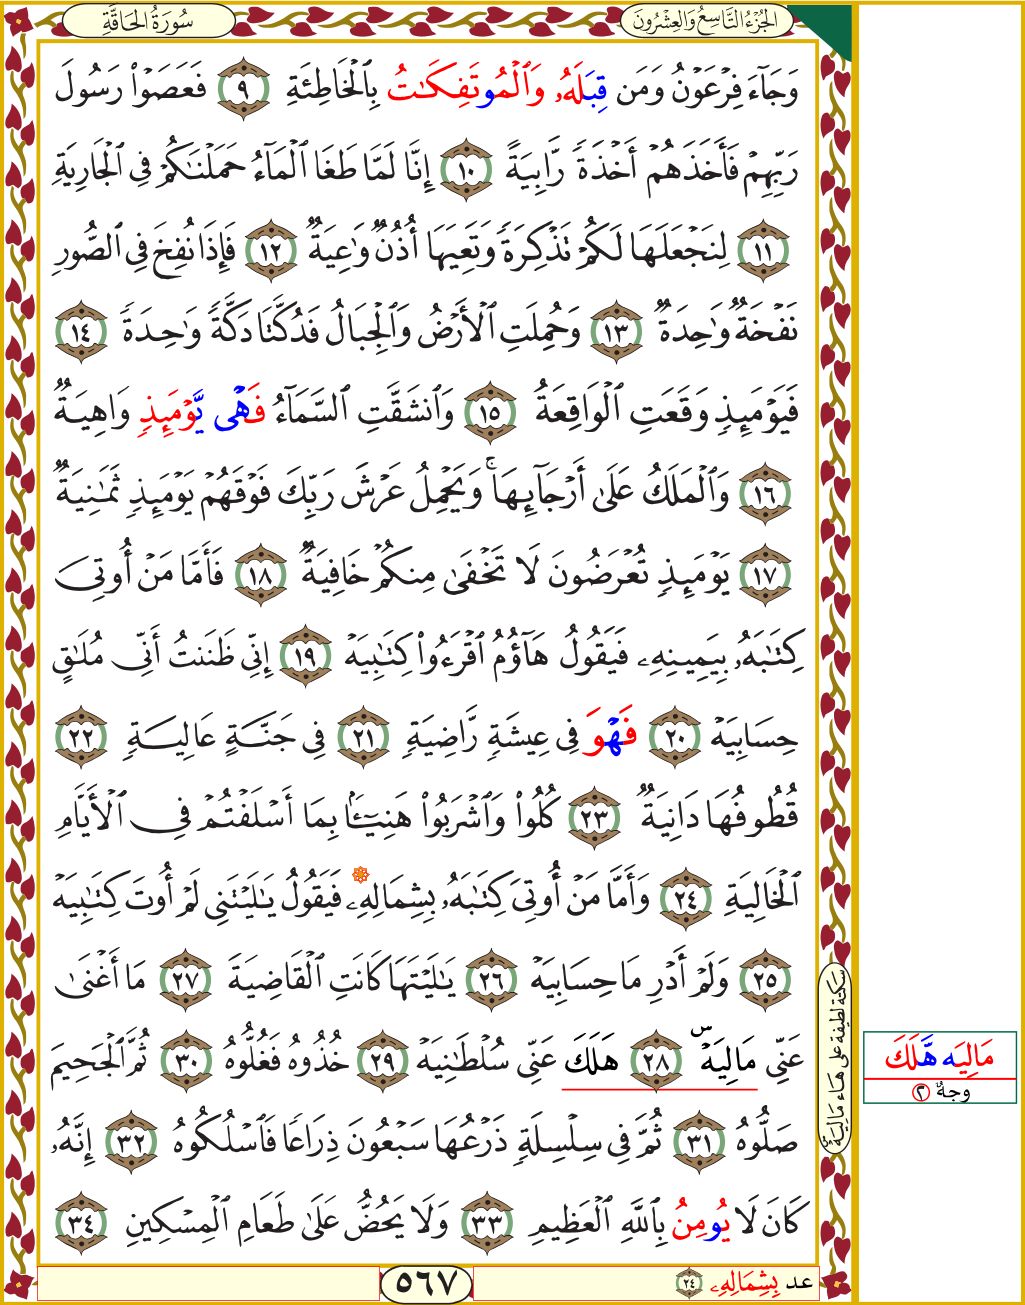 الجُزْءُ التَّاسِعُ وَالعِشْرُونَ
سُورَةُ الحَاقَّةِ
وَجَآءَ فِرْعَوْنُ وَمَن قِبَلَهُۥ وَٱلْمُوتَفِكَـٰتُ بِٱلْخَاطِئَةِ ٩ فَعَصَوْا۟ رَسُولَ
رَبِّهِمْ فَأَخَذَهُمْ أَخْذَةً رَّابِيَةً ١٠ إِنَّا لَمَّا طَغَا ٱلْمَآءُ حَمَلْنَـٰكُمْ فِى ٱلْجَارِيَةِ
١١ لِنَجْعَلَهَا لَكُمْ تَذْكِرَةً وَتَعِيَهَا أُذُنٌ وَٰعِيَةٌ ١٢ فَإِذَا نُفِخَ فِى ٱلصُّورِ
نَفْخَةٌ وَٰحِدَةٌ ١٣ وَحُمِلَتِ ٱلْأَرْضُ وَٱلْجِبَالُ فَدُكَّتَا دَكَّةً وَٰحِدَةً ١٤
فَيَوْمَئِذٍ وَقَعَتِ ٱلْوَاقِعَةُ ١٥ وَٱنشَقَّتِ ٱلسَّمَآءُ فَهْىَ يَّوْمَئِذٍ وَاهِيَةٌ
١٦ وَٱلْمَلَكُ عَلَىٰ أَرْجَآئِهَا ۚ وَيَحْمِلُ عَرْشَ رَبِّكَ فَوْقَهُمْ يَوْمَئِذٍ ثَمَـٰنِيَةٌ
١٧ يَوْمَئِذٍ تُعْرَضُونَ لَا تَخْفَىٰ مِنكُمْ خَافِيَةٌ ١٨ فَأَمَّا مَنْ أُوتِىَ
كِتَـٰبَهُۥ بِيَمِينِهِۦ فَيَقُولُ هَآؤُمُ ٱقْرَءُوا۟ كِتَـٰبِيَهْ ١٩ إِنِّى ظَنَنتُ أَنِّى مُلَـٰقٍ
حِسَابِيَهْ ٢٠ فَهْوَ فِى عِيشَةٍ رَّاضِيَةٍ ٢١ فِى جَنَّةٍ عَالِيَةٍ ٢٢
قُطُوفُهَا دَانِيَةٌ ٢٣ كُلُوا۟ وَٱشْرَبُوا۟ هَنِيٓـًٔا بِمَا أَسْلَفْتُمْ فِى ٱلْأَيَّامِ
ٱلْخَالِيَةِ ٢٤ وَأَمَّا مَنْ أُوتِىَ كِتَـٰبَهُۥ بِشِمَالِهِۦ فَيَقُولُ يَـٰلَيْتَنِى لَمْ أُوتَ كِتَـٰبِيَهْ
٢٥ وَلَمْ أَدْرِ مَا حِسَابِيَهْ ٢٦ يَـٰلَيْتَهَا كَانَتِ ٱلْقَاضِيَةَ ٢٧ مَا أَغْنَىٰ
عَنِّى مَالِيَهْ ۜ ٢٨ هَلَكَ عَنِّى سُلْطَـٰنِيَهْ ٢٩ خُذُوهُ فَغُلُّوهُ ٣٠ ثُمَّ ٱلْجَحِيمَ
صَلُّوهُ ٣١ ثُمَّ فِى سِلْسِلَةٍ ذَرْعُهَا سَبْعُونَ ذِرَاعًا فَٱسْلُكُوهُ ٣٢ إِنَّهُۥ
كَانَ لَا يُومِنُ بِٱللَّهِ ٱلْعَظِيمِ ٣٣ وَلَا يَحُضُّ عَلَىٰ طَعَامِ ٱلْمِسْكِينِ ٣٤
سكتة لطيفة على هاء مَالِيَهْۜ
مَالِيَه هَّلَكَ
وجهٌ ٢
عد بِشِمَالِهِۦ ٢٤
٥٦٧